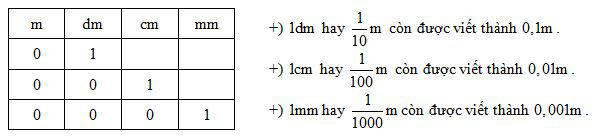 m dm cm mm
0 1
0 0 1
0 0 0 1
+) 1dm hay 1/10 m còn được viết thành 0,1m .
+) 1cm hay 1/100 m còn được viết thành 0,01m .
+) 1mm hay 1/1000 m còn được viết thành 0,001m .